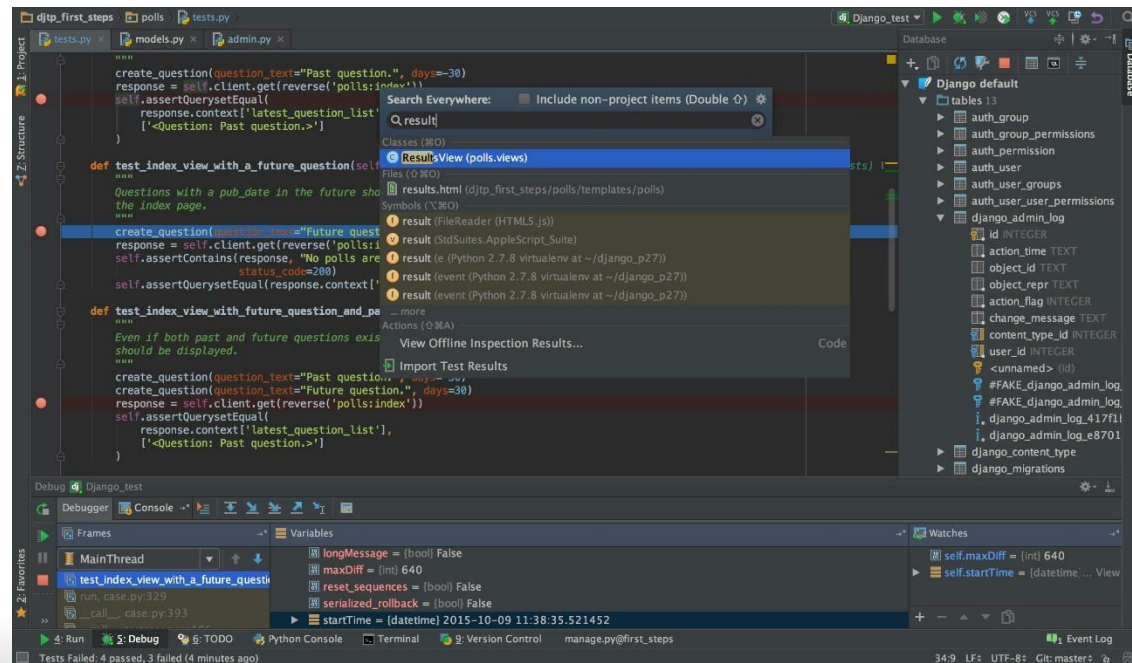 djtp_first_steps polls tests.py Django_test
tests.py × models.py × admin.py ×
1: Project
Z: Structure
2: Favorites
"""
create_question(question_text="Past question.", days=-30)
response = self.client.get(reverse('polls:index'))
self.assertQuerysetEqual(
response.context['latest_question_list'
['<Question: Past question.>']
)
def test_index_view_with_a_future_question(self
"""
Questions with a pub_date in the future sho
the index page.
"""
create_question(question_text="Future quest
response = self.client.get(reverse('polls:i
self.assertContains(response, "No polls are
status_code=200)
self.assertQuerysetEqual(response.context['
def test_index_view_with_future_question_and_pa
"""
Even if both past and future questions exis
should be displayed.
"""
create_question(question_text="Past question.", days=-30)
create_question(question_text="Future question.", days=30)
response = self.client.get(reverse('polls:index'))
self.assertQuerysetEqual(
response.context['latest_question_list'],
['<Question: Past question.>']
)
Search Everywhere: Include non-project items (Double ⇧)
result
Classes (⌘O)
ResultsView (polls.views)
Files (⇧⌘O)
results.html (djtp_first_steps/polls/templates/polls)
Symbols (⌥⌘O)
result (FileReader (HTML5.js))
result (StdSuites.AppleScript_Suite)
result (e (Python 2.7.8 virtualenv at ~/django_p27))
result (event (Python 2.7.8 virtualenv at ~/django_p27))
result (event (Python 2.7.8 virtualenv at ~/django_p27))
... more
Actions (⇧⌘A)
View Offline Inspection Results... Code
Import Test Results
sts)
Database
Database
Django default
tables 13
auth_group
auth_group_permissions
auth_permission
auth_user
auth_user_groups
auth_user_user_permissions
django_admin_log
id INTEGER
action_time TEXT
object_id TEXT
object_repr TEXT
action_flag INTEGER
change_message TEXT
content_type_id INTEGER
user_id INTEGER
<unnamed> (id)
#FAKE_django_admin_log_
#FAKE_django_admin_log_
django_admin_log_417f1
django_admin_log_e8701
django_content_type
django_migrations
Debug Django_test
Debugger Console
Frames
MainThread
test_index_view_with_a_future_questi
run, case.py:329
__call__, case.py:393
Variables
longMessage = {bool} False
maxDiff = {int} 640
reset_sequences = {bool} False
serialized_rollback = {bool} False
startTime = {datetime} 2015-10-09 11:38:35.521452
Watches
self.maxDiff = {int} 640
self.startTime = {datetime}... View
4: Run 5: Debug 6: TODO Python Console Terminal 9: Version Control manage.py@first_steps 1 Event Log
Tests Failed: 4 passed, 3 failed (4 minutes ago) 34:9 LF÷ UTF-8÷ Git: master÷